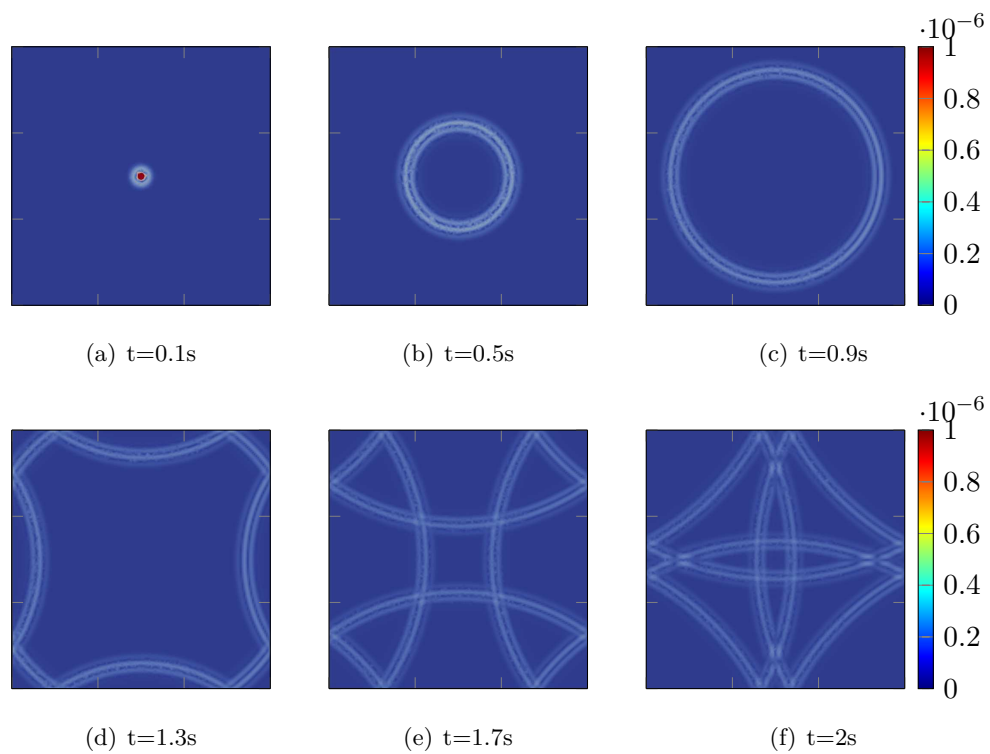 ·10⁻⁶
1
0.8
0.6
0.4
0.2
0
(a) t=0.1s
(b) t=0.5s
(c) t=0.9s
·10⁻⁶
1
0.8
0.6
0.4
0.2
0
(d) t=1.3s
(e) t=1.7s
(f) t=2s